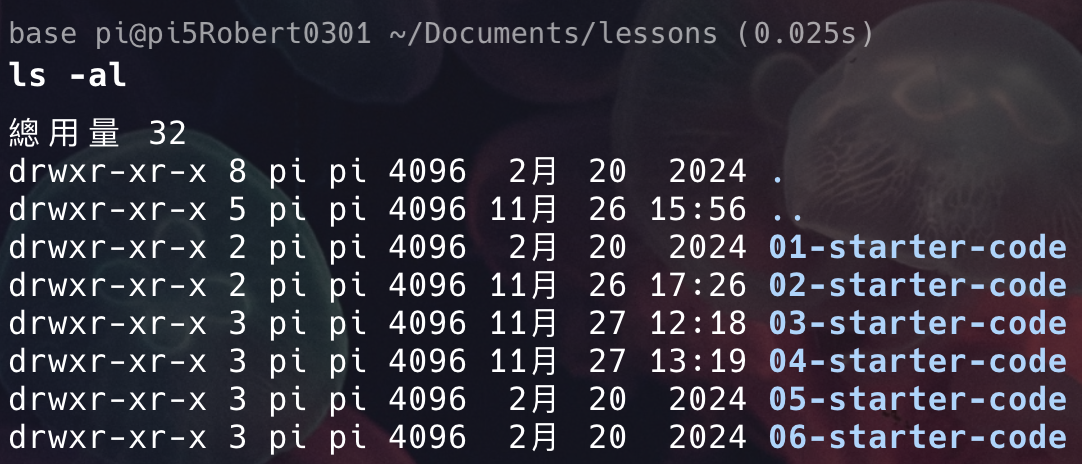 base pi@pi5Robert0301 ~/Documents/lessons (0.025s)
ls -al
總用量 32
drwxr-xr-x 8 pi pi 4096  2月  20  2024 .
drwxr-xr-x 5 pi pi 4096 11月  26 15:56 ..
drwxr-xr-x 2 pi pi 4096  2月  20  2024 01-starter-code
drwxr-xr-x 2 pi pi 4096 11月  26 17:26 02-starter-code
drwxr-xr-x 3 pi pi 4096 11月  27 12:18 03-starter-code
drwxr-xr-x 3 pi pi 4096 11月  27 13:19 04-starter-code
drwxr-xr-x 3 pi pi 4096  2月  20  2024 05-starter-code
drwxr-xr-x 3 pi pi 4096  2月  20  2024 06-starter-code